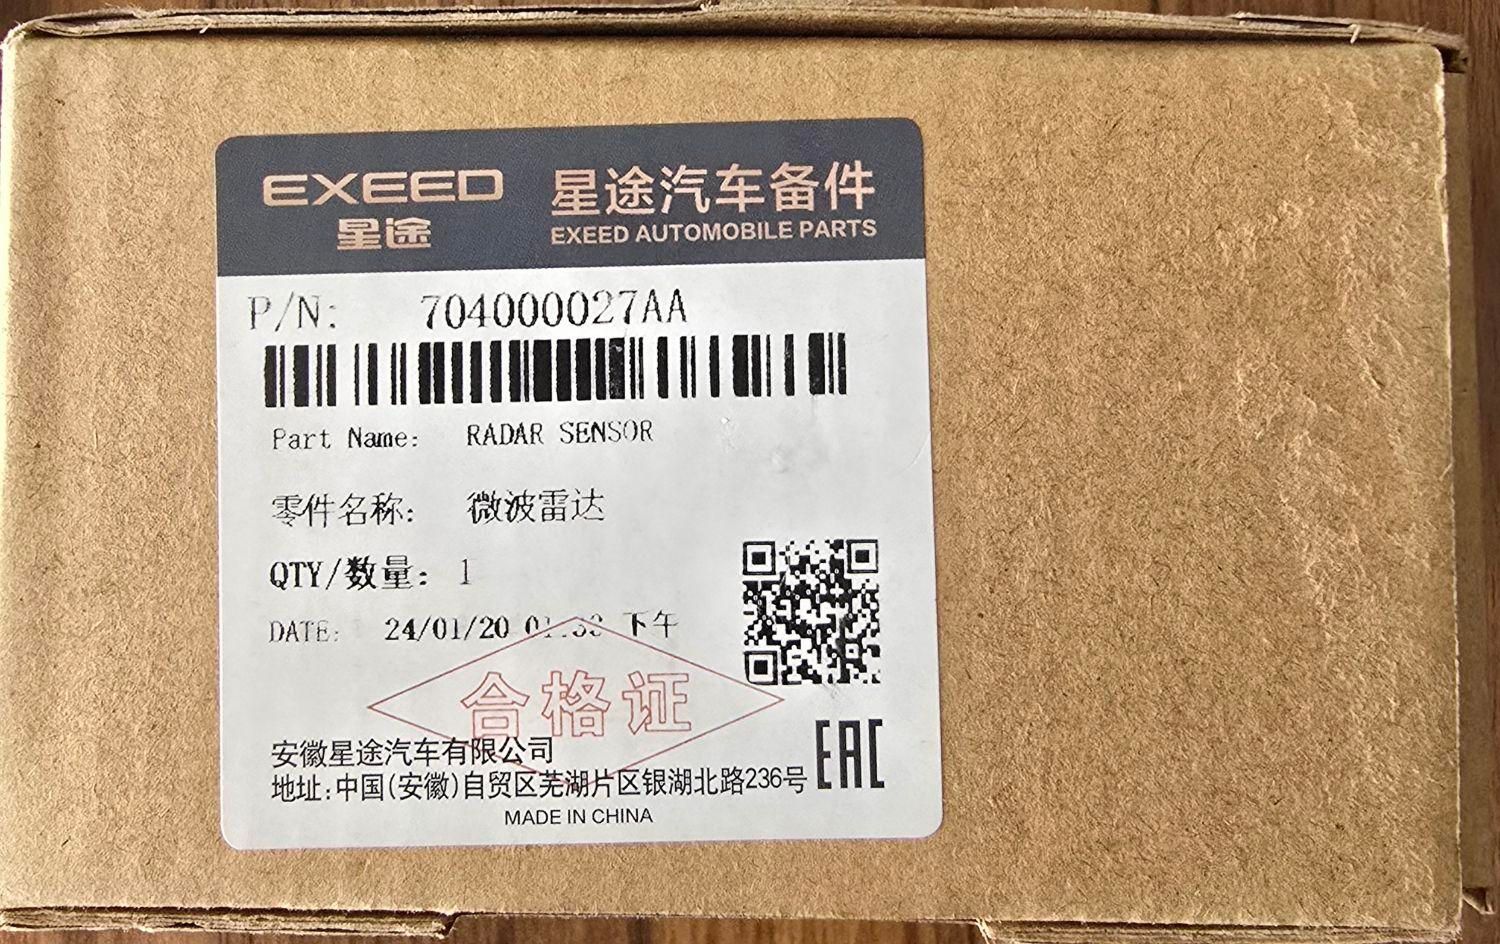 EXEED
星途
星途汽车备件
EXEED AUTOMOBILE PARTS
P/N: 704000027AA
Part Name: RADAR SENSOR
零件名称: 微波雷达
QTY/数量: 1
DATE: 24/01/20 下午
合格证
安徽星途汽车有限公司
地址:中国(安徽)自贸区芜湖片区银湖北路236号
EAC
MADE IN CHINA